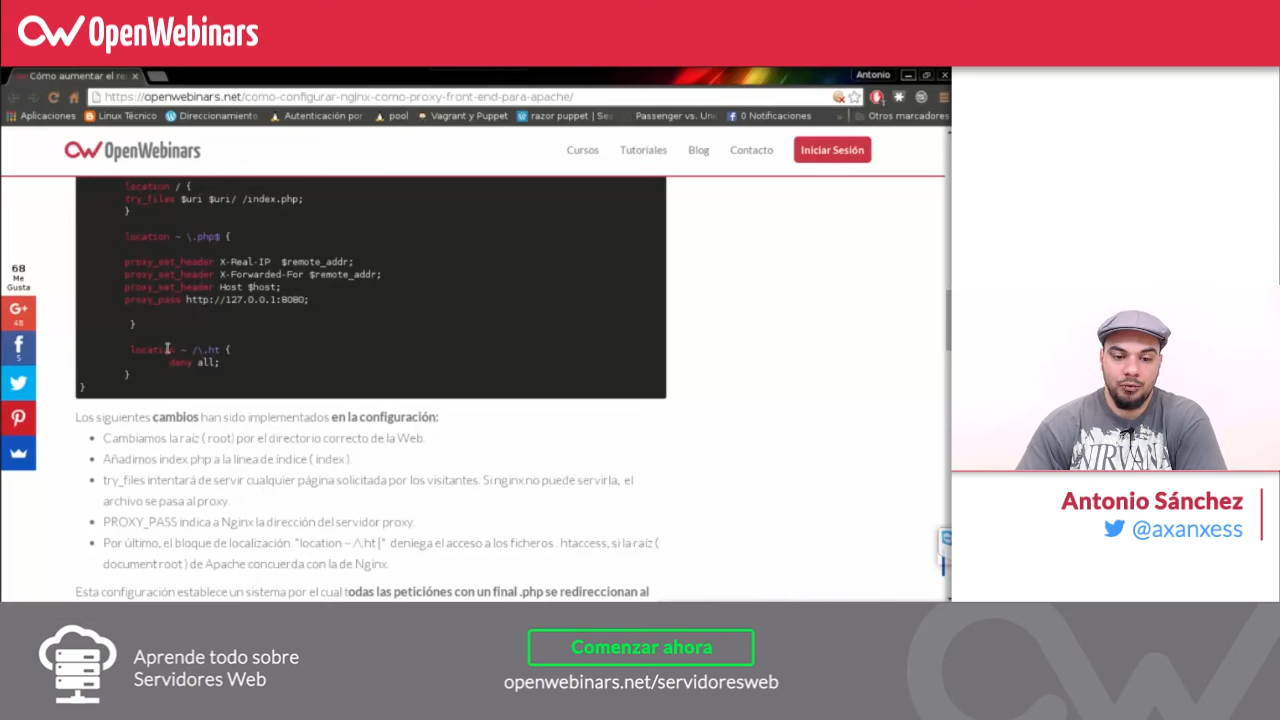 OpenWebinars
Cómo aumentar el re
Antonio
https://openwebinars.net/como-configurar-nginx-como-proxy-front-end-para-apache/
Aplicaciones
Linux Técnico
Direccionamiento
Autenticación por
pool
Vagrant y Puppet
razor puppet | Sea
Passenger vs. Uni
0 Notificaciones
»
Otros marcadores
OpenWebinars
Cursos
Tutoriales
Blog
Contacto
Iniciar Sesión
location / {
try_files $uri $uri/ /index.php;
}
location ~ \.php$ {
proxy_set_header X-Real-IP $remote_addr;
proxy_set_header X-Forwarded-For $remote_addr;
proxy_set_header Host $host;
proxy_pass http://127.0.0.1:8080;
}
location ~ /\.ht {
deny all;
}
}
68
Me
Gusta
G+
48
f
5
Los siguientes cambios han sido implementados en la configuración:
• Cambiamos la raíz ( root) por el directorio correcto de la Web.
• Añadimos index.php a la línea de índice ( index ).
• try_files intentará de servir cualquier página solicitada por los visitantes. Si nginx no puede servirla, el
archivo se pasa al proxy.
• PROXY_PASS indica a Nginx la dirección del servidor proxy.
• Por último, el bloque de localización "location ~ /\.ht {" deniega el acceso a los ficheros .htaccess, si la raíz (
document root ) de Apache concuerda con la de Nginx.
Esta configuración establece un sistema por el cual todas las peticiónes con un final .php se redireccionan al
NIRVANA
Antonio Sánchez
@axanxess
Aprende todo sobre
Servidores Web
Comenzar ahora
openwebinars.net/servidoresweb